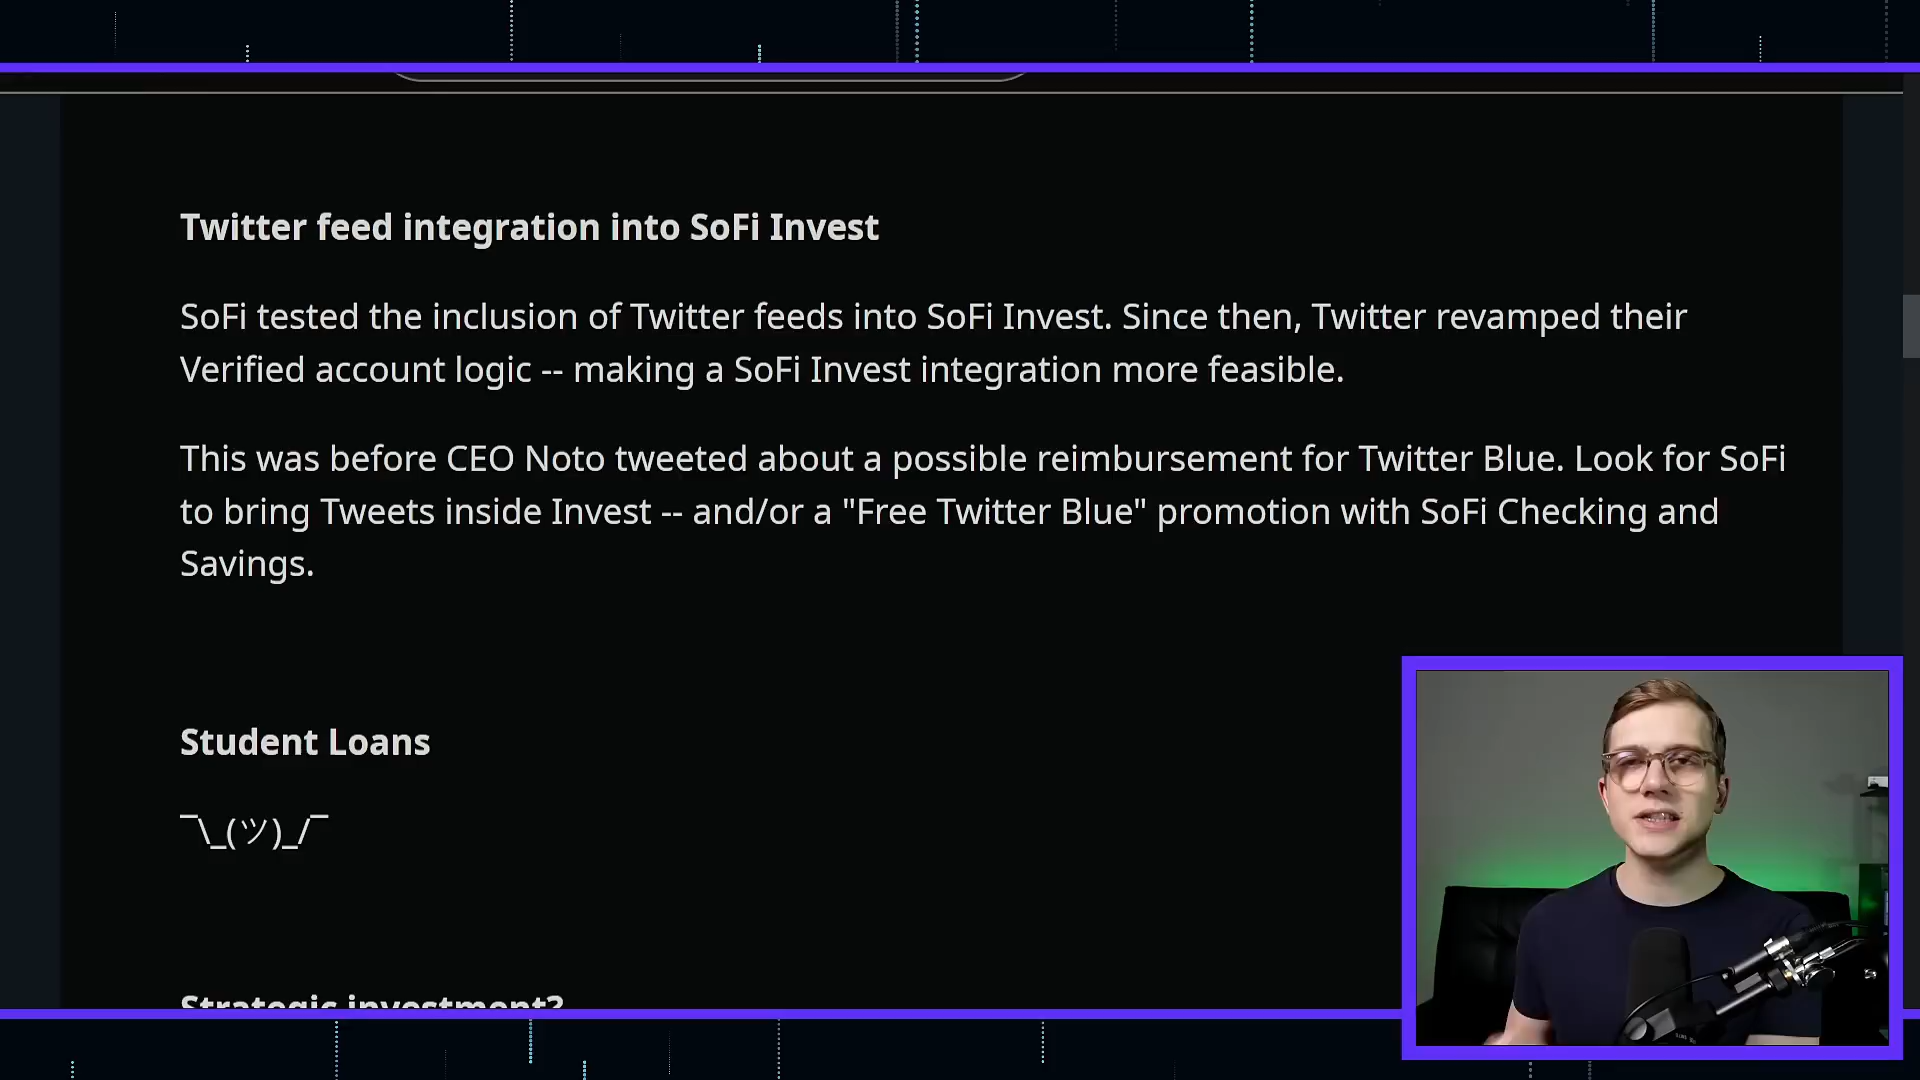 Twitter feed integration into SoFi Invest
SoFi tested the inclusion of Twitter feeds into SoFi Invest. Since then, Twitter revamped their
Verified account logic -- making a SoFi Invest integration more feasible.
This was before CEO Noto tweeted about a possible reimbursement for Twitter Blue. Look for SoFi
to bring Tweets inside Invest -- and/or a "Free Twitter Blue" promotion with SoFi Checking and
Savings.
Student Loans
¯\_(ツ)_/¯
Strategic investment?